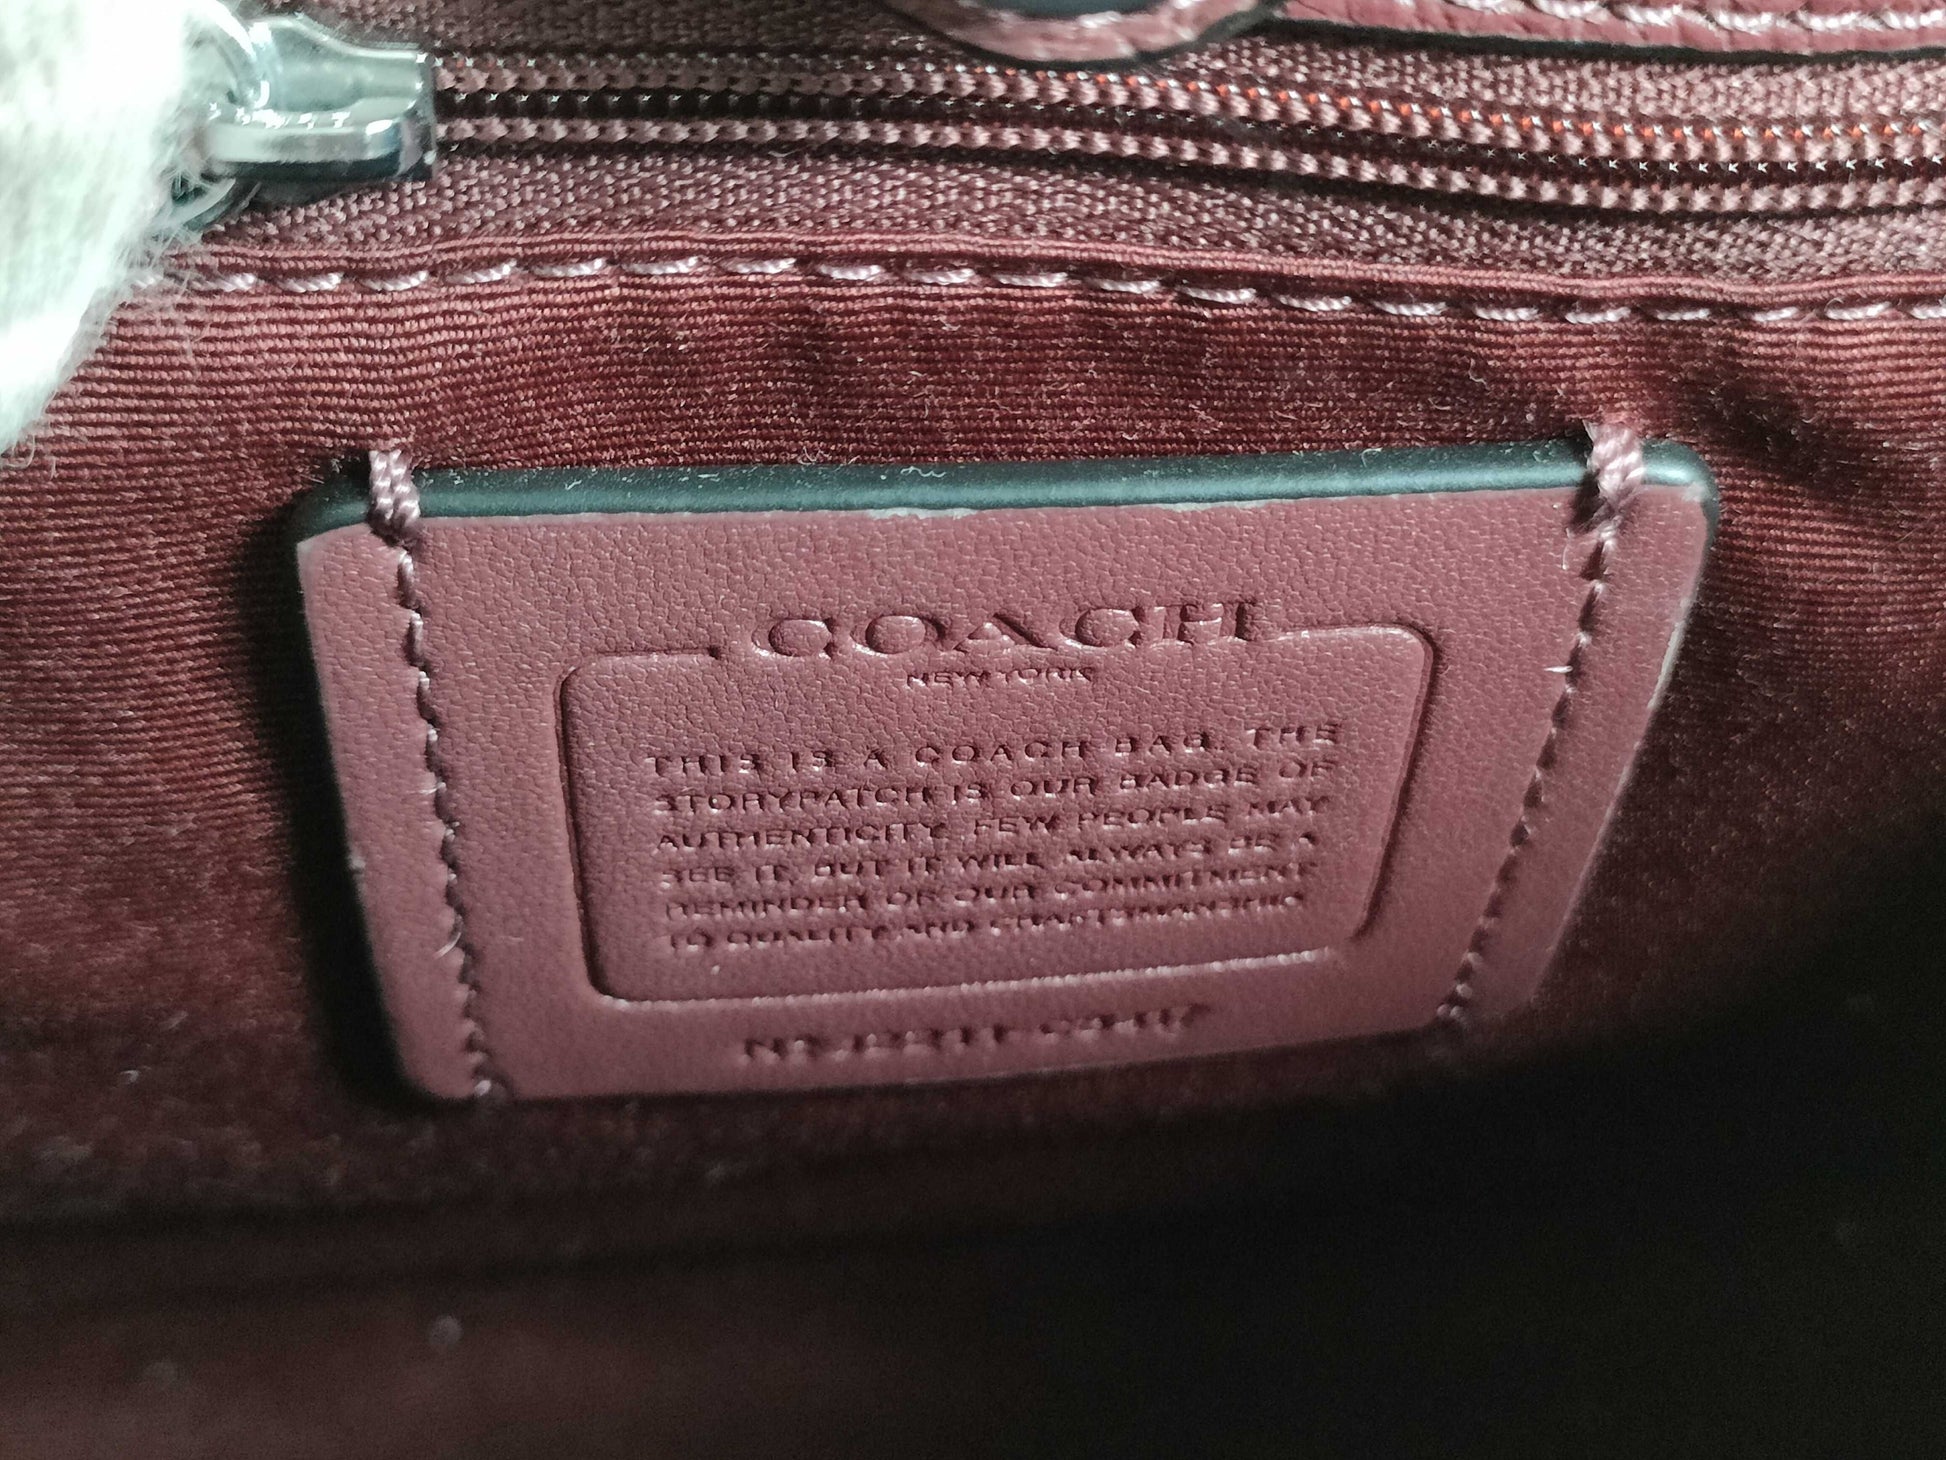 COACH
NEW YORK
THIS IS A COACH BAG. THE
STORYPATCH IS OUR BADGE OF
AUTHENTICITY. FEW PEOPLE MAY
SEE IT, BUT IT WILL ALWAYS BE A
REMINDER OF OUR COMMITMENT
TO QUALITY AND CRAFTSMANSHIP.